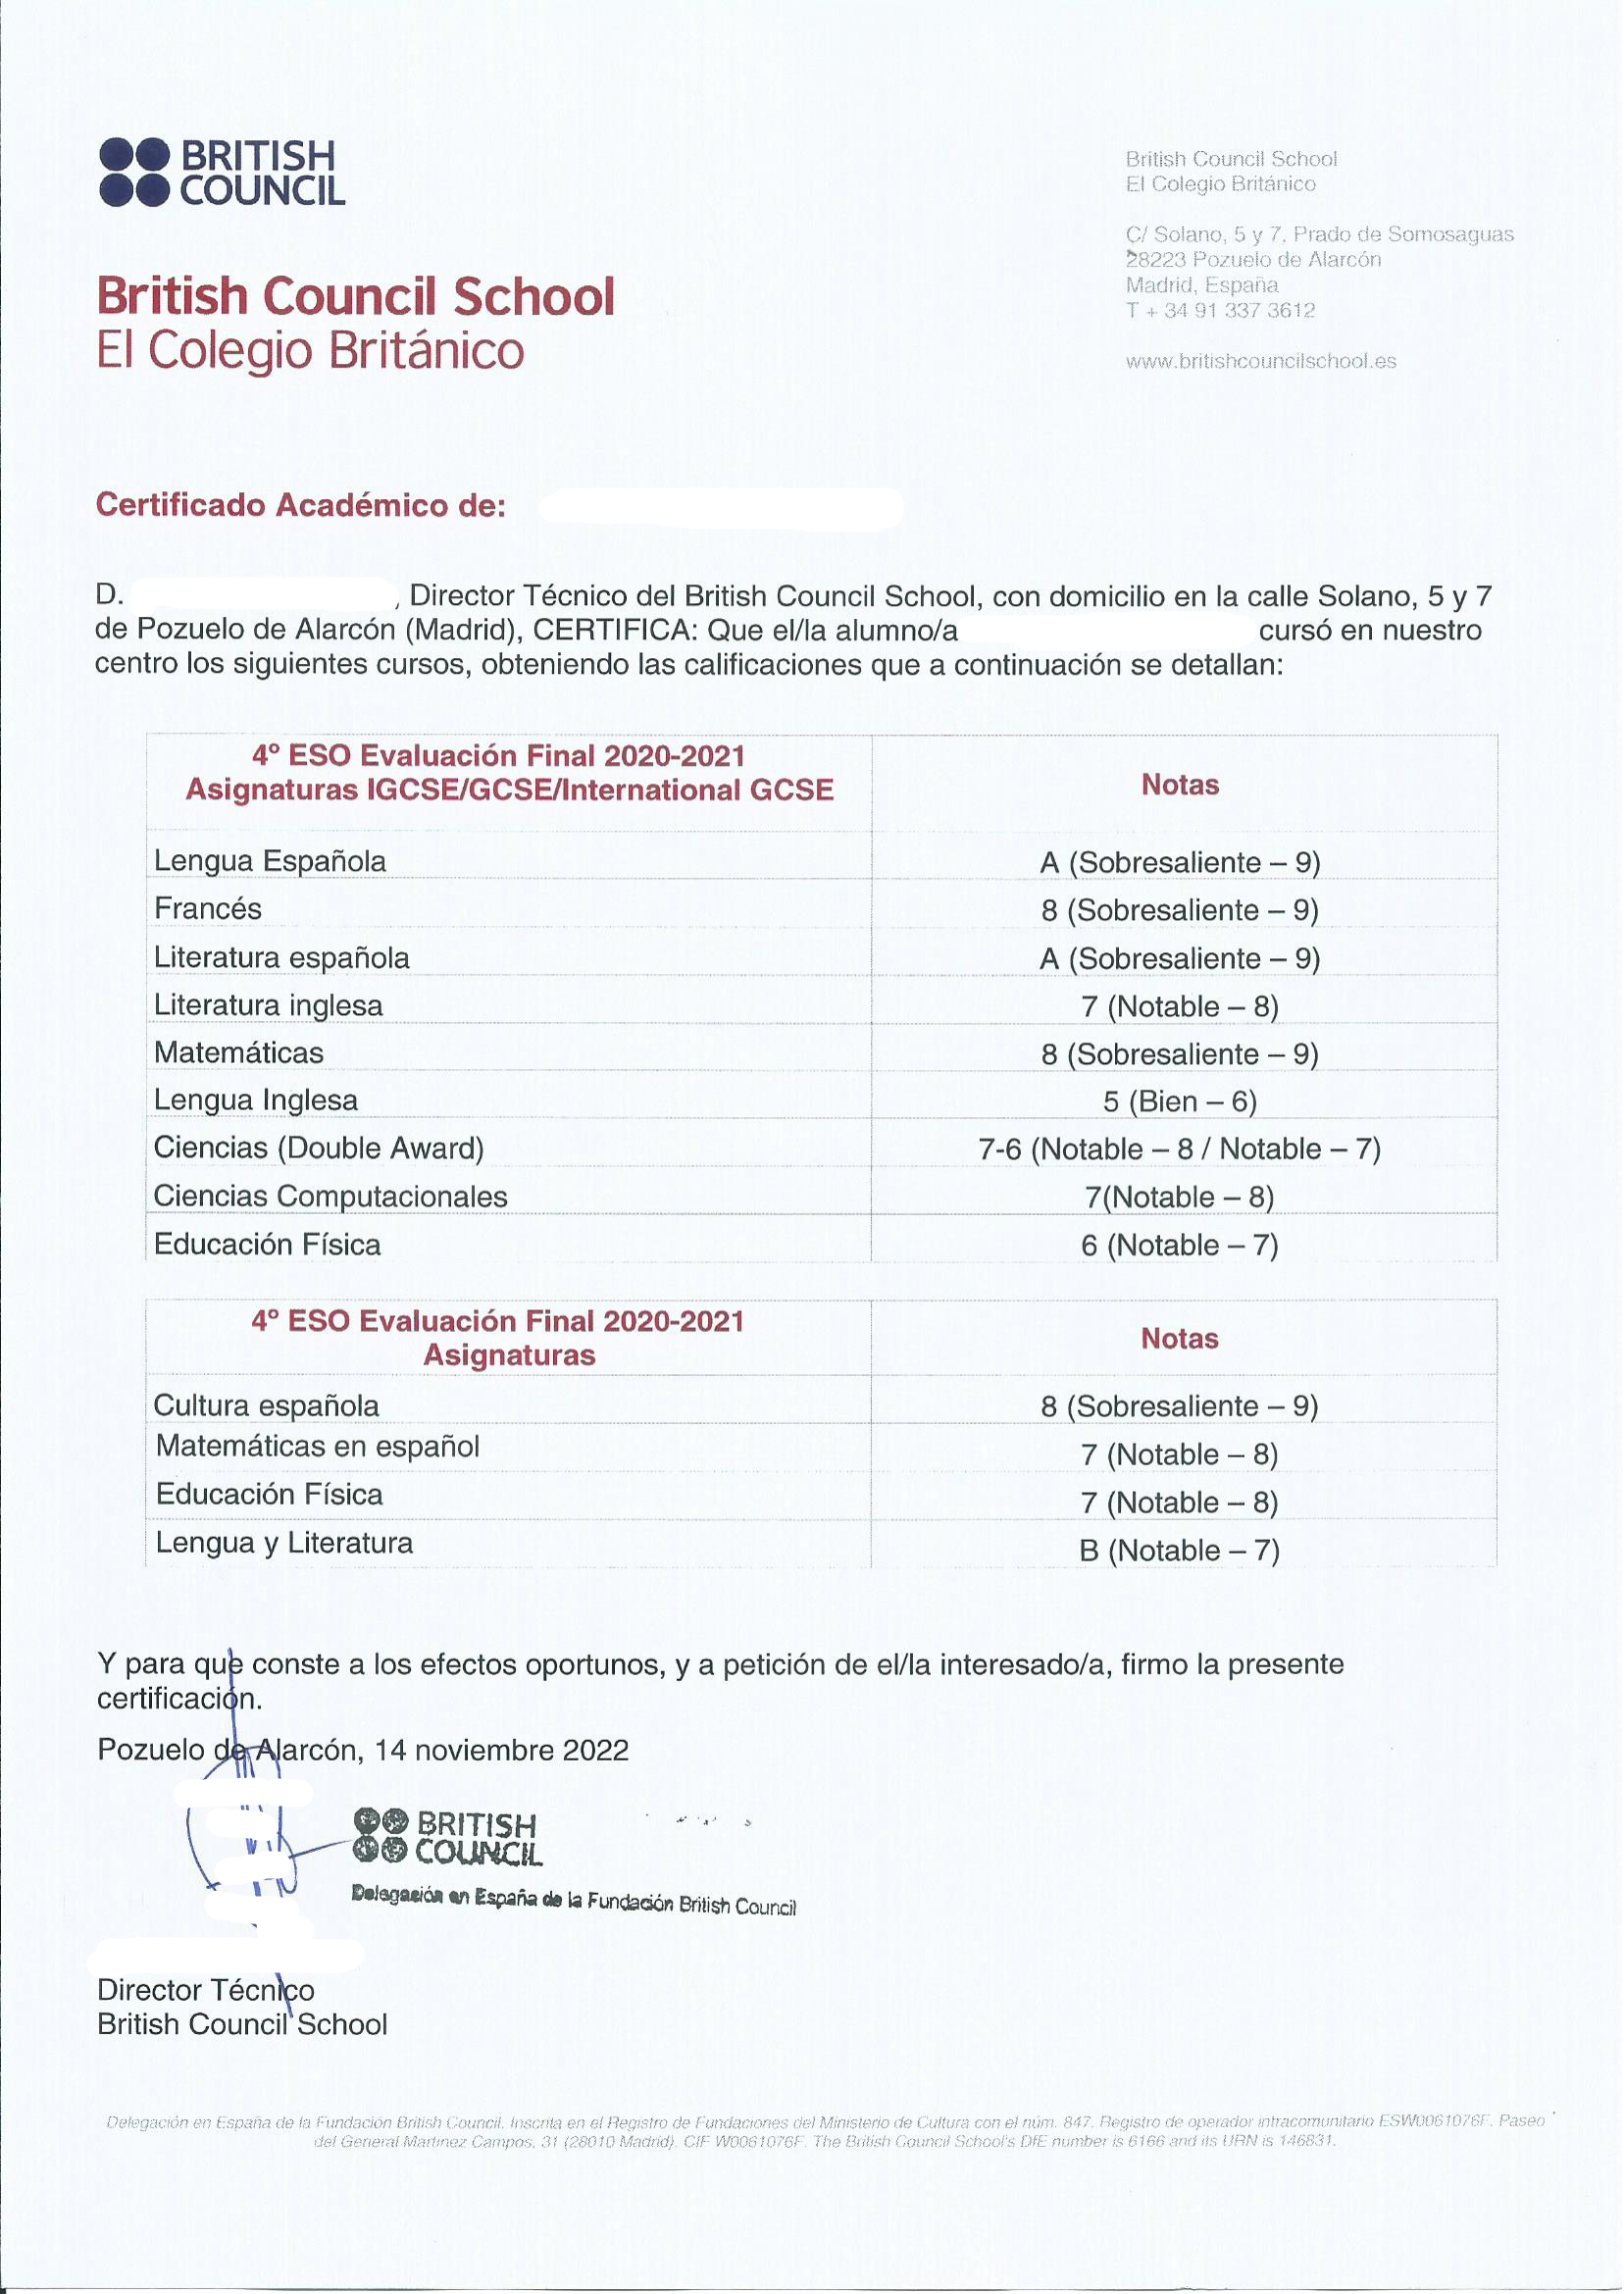 BRITISH
COUNCIL
British Council School
El Colegio Británico
British Council School
El Colegio Británico
C/ Solano, 5 y 7, Prado de Somosaguas
28223 Pozuelo de Alarcón
Madrid, España
T + 34 91 337 3612
www.britishcouncilschool.es
Certificado Académico de:
D. , Director Técnico del British Council School, con domicilio en la calle Solano, 5 y 7
de Pozuelo de Alarcón (Madrid), CERTIFICA: Que el/la alumno/a cursó en nuestro
centro los siguientes cursos, obteniendo las calificaciones que a continuación se detallan:
4º ESO Evaluación Final 2020-2021
Asignaturas IGCSE/GCSE/International GCSE
Notas
Lengua Española A (Sobresaliente – 9)
Francés 8 (Sobresaliente – 9)
Literatura española A (Sobresaliente – 9)
Literatura inglesa 7 (Notable – 8)
Matemáticas 8 (Sobresaliente – 9)
Lengua Inglesa 5 (Bien – 6)
Ciencias (Double Award) 7-6 (Notable – 8 / Notable – 7)
Ciencias Computacionales 7(Notable – 8)
Educación Física 6 (Notable – 7)
4º ESO Evaluación Final 2020-2021
Asignaturas
Notas
Cultura española 8 (Sobresaliente – 9)
Matemáticas en español 7 (Notable – 8)
Educación Física 7 (Notable – 8)
Lengua y Literatura B (Notable – 7)
Y para que conste a los efectos oportunos, y a petición de el/la interesado/a, firmo la presente
certificación.
Pozuelo de Alarcón, 14 noviembre 2022
BRITISH
COUNCIL
Delegación en España de la Fundación British Council
Director Técnico
British Council School
Delegación en España de la Fundación British Council. Inscrita en el Registro de Fundaciones del Ministerio de Cultura con el núm. 847. Registro de operador intracomunitario ESW0061076F. Paseo
del General Martínez Campos, 31 (28010 Madrid). CIF W0061076F. The British Council School's DfE number is 6166 and its URN is 146831.